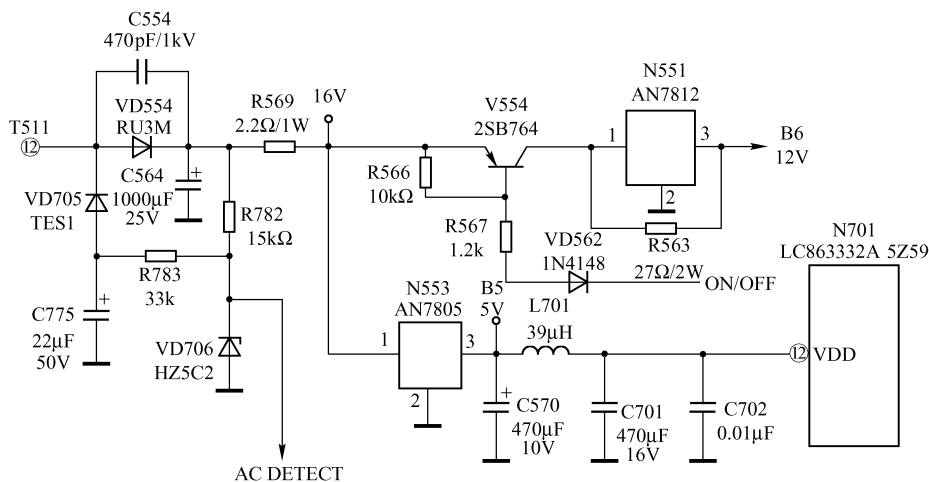 C554
470pF/1kV
T511
12
VD554
RU3M
R569
2.2Ω/1W
16V
V554
2SB764
N551
AN7812
1
3
2
B6
12V
C564
1000μF
25V
+
VD705
TES1
R782
15kΩ
R566
10kΩ
R567
1.2k
R563
27Ω/2W
VD562
1N4148
ON/OFF
N701
LC863332A 5Z59
R783
33k
C775
22μF
50V
+
VD706
HZ5C2
N553
AN7805
1
3
2
B5
5V
L701
39μH
12
VDD
+
C570
470μF
10V
C701
470μF
16V
C702
0.01μF
AC DETECT